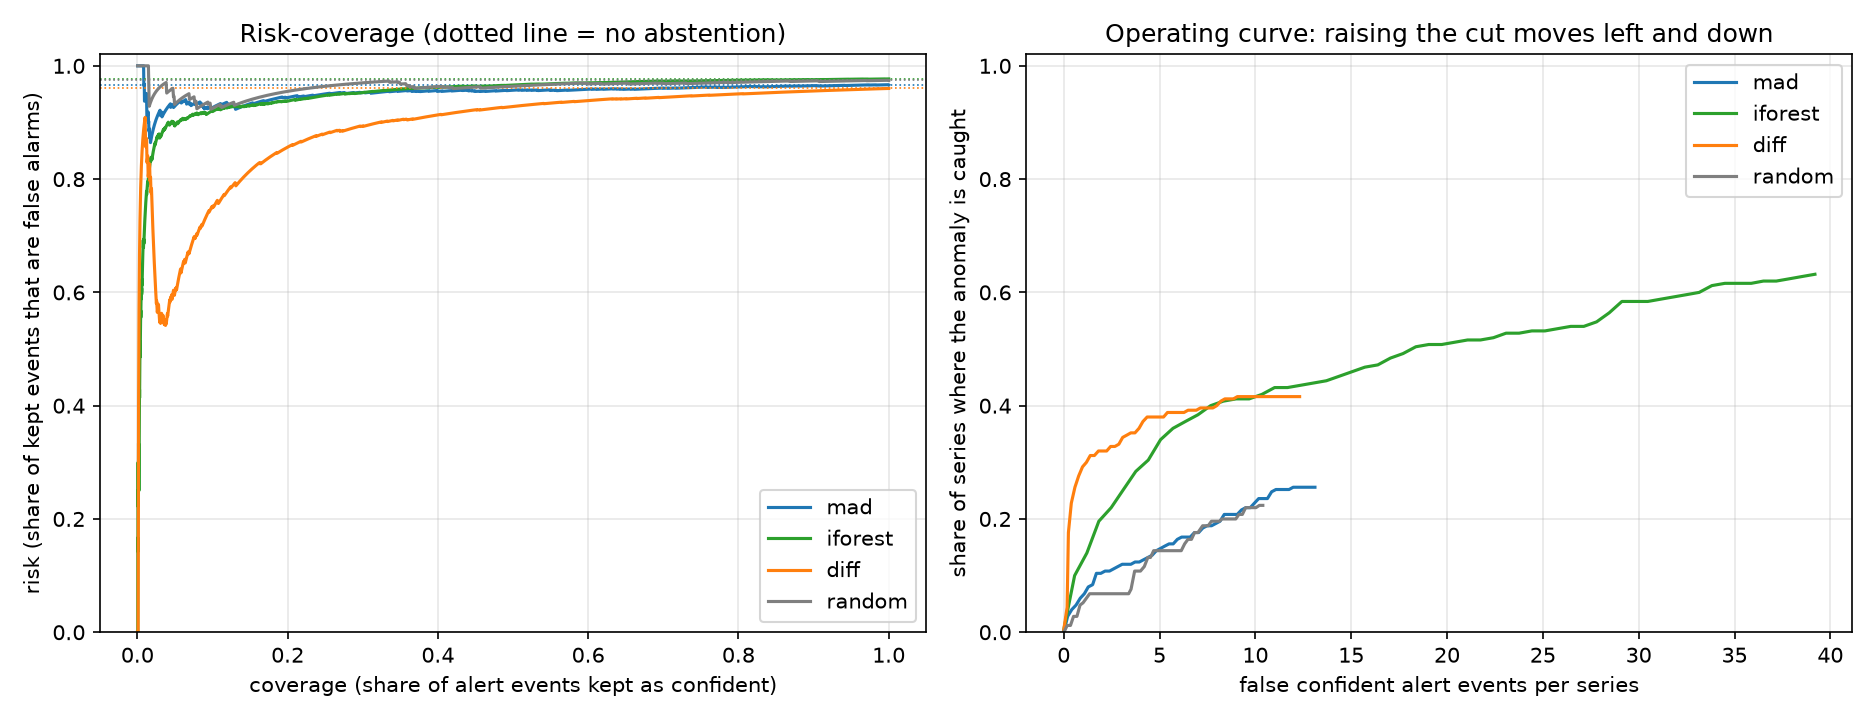 Risk-coverage (dotted line = no abstention)
risk (share of kept events that are false alarms)
1.0
0.8
0.6
0.4
0.2
0.0
mad
iforest
diff
random
0.0 0.2 0.4 0.6 0.8 1.0
coverage (share of alert events kept as confident)
Operating curve: raising the cut moves left and down
share of series where the anomaly is caught
1.0
0.8
0.6
0.4
0.2
0.0
mad
iforest
diff
random
0 5 10 15 20 25 30 35 40
false confident alert events per series